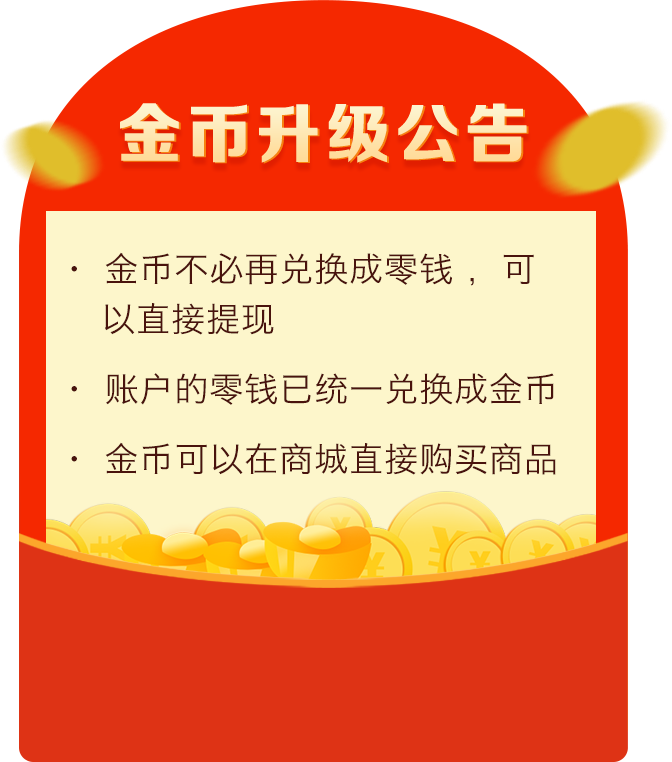 金币升级公告
· 金币不必再兑换成零钱，可
以直接提现
· 账户的零钱已统一兑换成金币
· 金币可以在商城直接购买商品